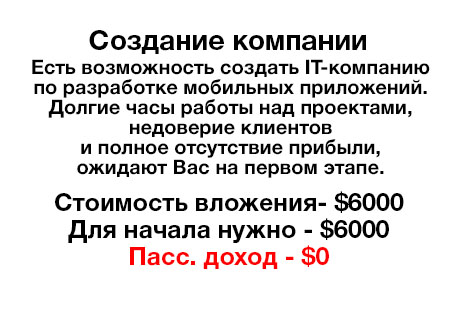 Создание компании
Есть возможность создать IT-компанию
по разработке мобильных приложений.
Долгие часы работы над проектами,
недоверие клиентов
и полное отсутствие прибыли,
ожидают Вас на первом этапе.
Стоимость вложения- $6000
Для начала нужно - $6000
Пасс. доход - $0